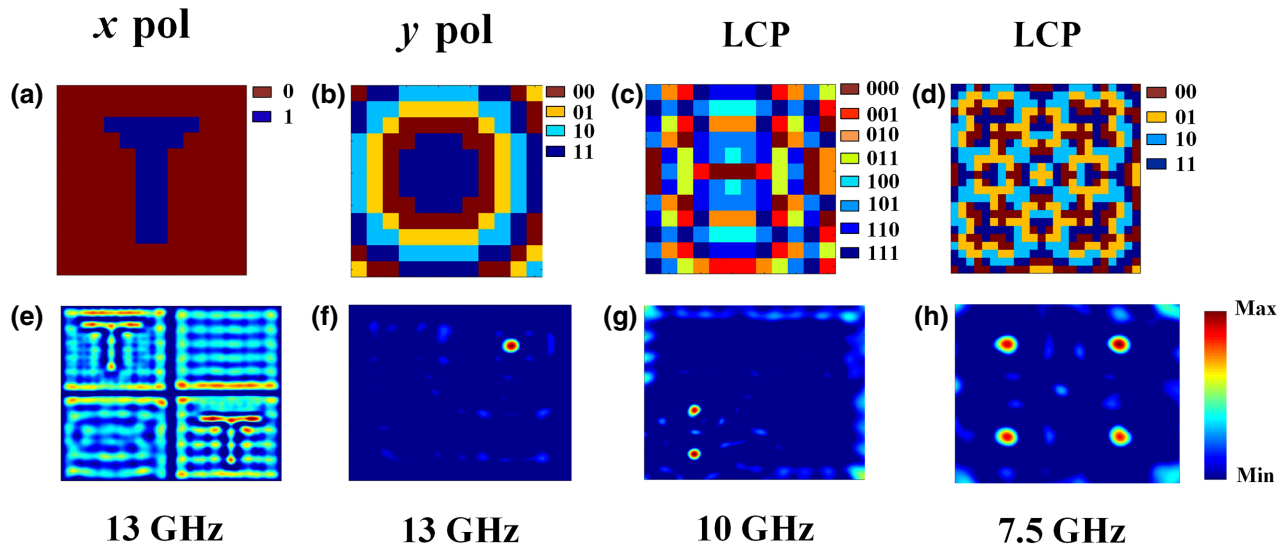 x pol
y pol
LCP
LCP
(a)
0
1
(b)
00
01
10
11
(c)
000
001
010
011
100
101
110
111
(d)
00
01
10
11
(e)
(f)
(g)
(h)
Max
Min
13 GHz
13 GHz
10 GHz
7.5 GHz